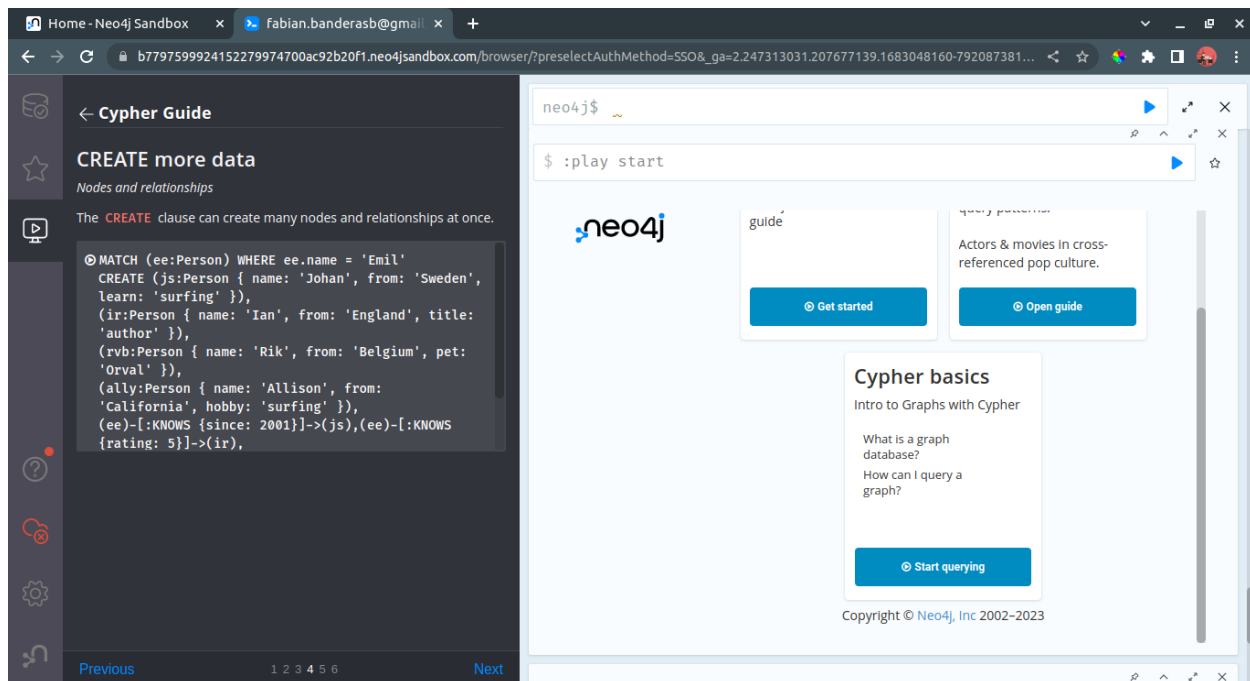 Home - Neo4j Sandbox
fabian.banderasb@gmail
b7797599924152279974700ac92b20f1.neo4jsandbox.com/browser/?preselectAuthMethod=SSO&_ga=2.247313031.207677139.1683048160-792087381...
Cypher Guide
CREATE more data
Nodes and relationships
The CREATE clause can create many nodes and relationships at once.
MATCH (ee:Person) WHERE ee.name = 'Emil'
CREATE (js:Person { name: 'Johan', from: 'Sweden',
learn: 'surfing' }),
(ir:Person { name: 'Ian', from: 'England', title:
'author' }),
(rvb:Person { name: 'Rik', from: 'Belgium', pet:
'Orval' }),
(ally:Person { name: 'Allison', from:
'California', hobby: 'surfing' }),
(ee)-[:KNOWS {since: 2001}]->(js),(ee)-[:KNOWS
{rating: 5}]->(ir),
Previous
1 2 3 4 5 6
Next
neo4j$
$ :play start
neo4j
guide
query patterns.
Actors & movies in cross-
referenced pop culture.
Get started
Open guide
Cypher basics
Intro to Graphs with Cypher
What is a graph
database?
How can I query a
graph?
Start querying
Copyright © Neo4j, Inc 2002–2023